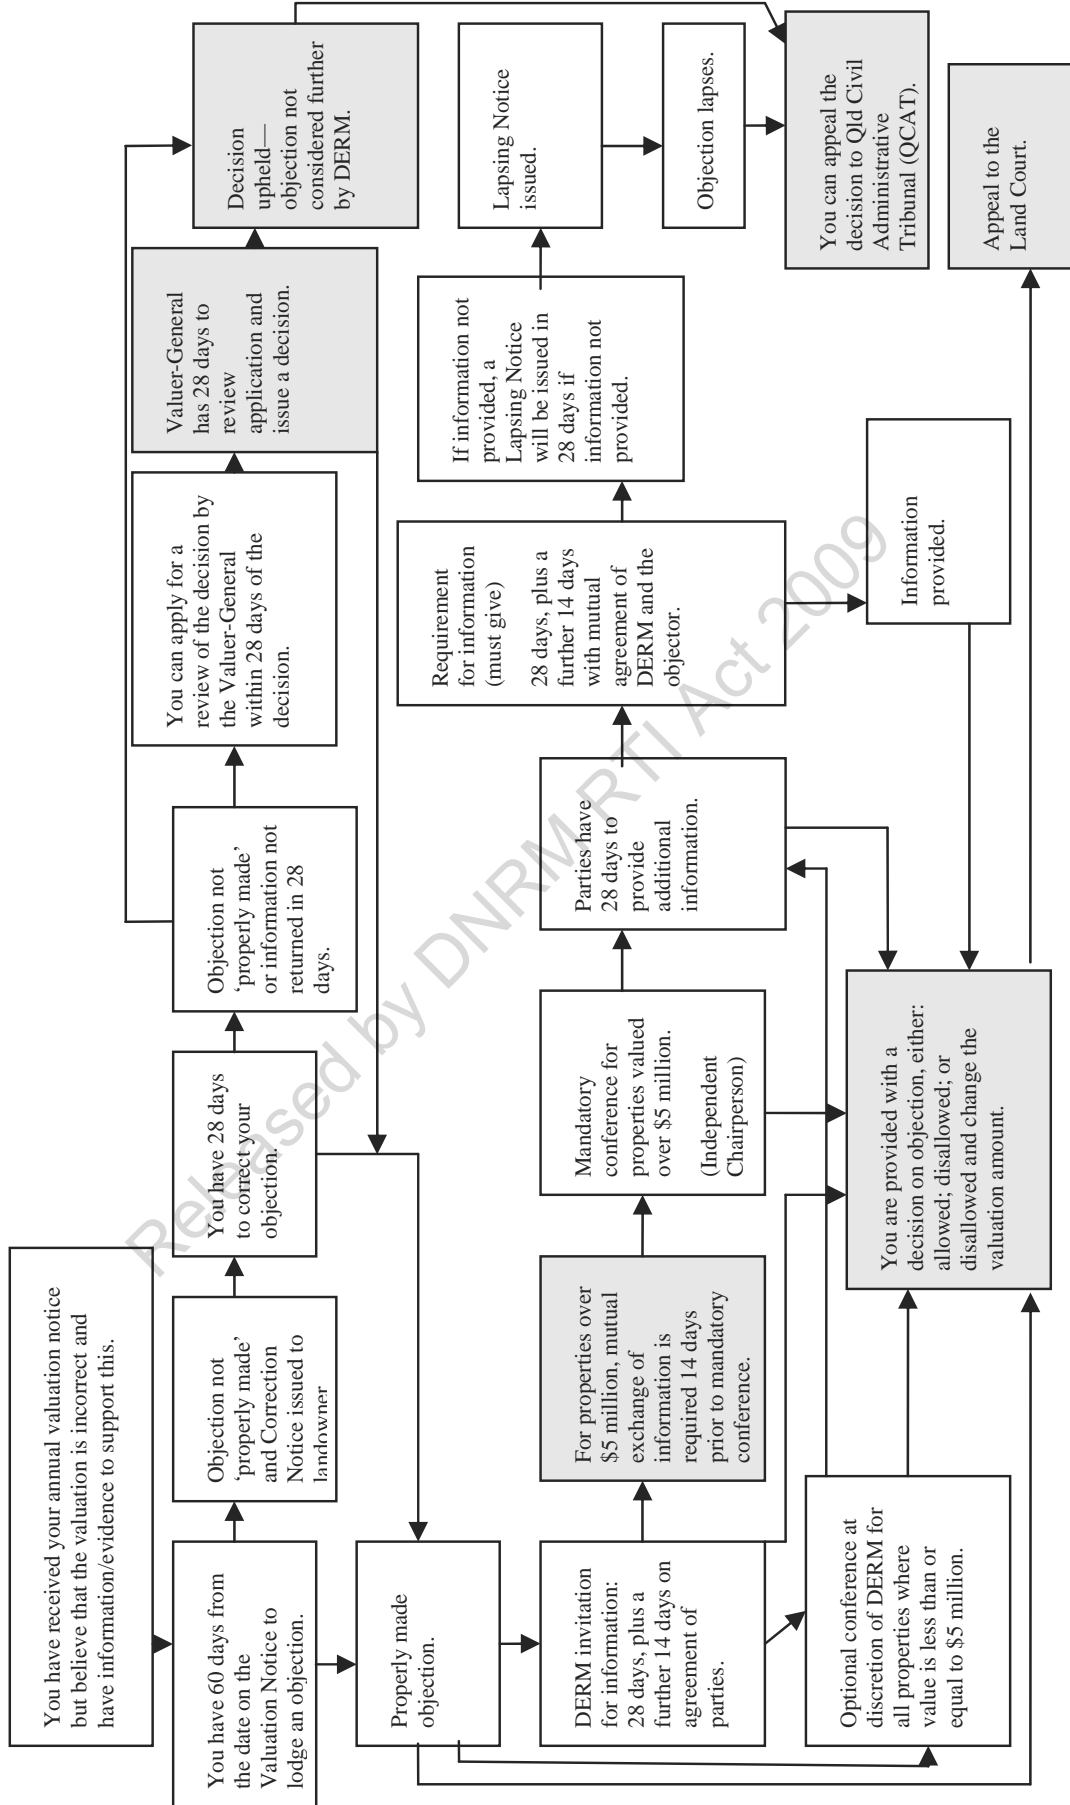 You have received your annual valuation notice
but believe that the valuation is incorrect and
have information/evidence to support this.
You have 60 days from
the date on the
Valuation Notice to
lodge an objection.
Objection not
‘properly made’
and Correction
Notice issued to
landowner
You have 28 days
to correct your
objection.
Objection not
‘properly made’
or information not
returned in 28
days.
You can apply for a
review of the decision by
the Valuer-General
within 28 days of the
decision.
Valuer-General
has 28 days to
review
application and
issue a decision.
Decision
upheld—
objection not
considered further
by DERM.
Properly made
objection.
DERM invitation
for information:
28 days, plus a
further 14 days on
agreement of
parties.
For properties over
$5 million, mutual
exchange of
information is
required 14 days
prior to mandatory
conference.
Mandatory
conference for
properties valued
over $5 million.
(Independent
Chairperson)
Parties have
28 days to
provide
additional
information.
Requirement
for information
(must give)
28 days, plus a
further 14 days
with mutual
agreement of
DERM and the
objector.
If information not
provided, a
Lapsing Notice
will be issued in
28 days if
information not
provided.
Lapsing Notice
issued.
Objection lapses.
You can appeal the
decision to Qld Civil
Administrative
Tribunal (QCAT).
Optional conference at
discretion of DERM for
all properties where
value is less than or
equal to $5 million.
You are provided with a
decision on objection, either:
allowed; disallowed; or
disallowed and change the
valuation amount.
Information
provided.
Appeal to the
Land Court.
Released by DNRM RTI Act 2009